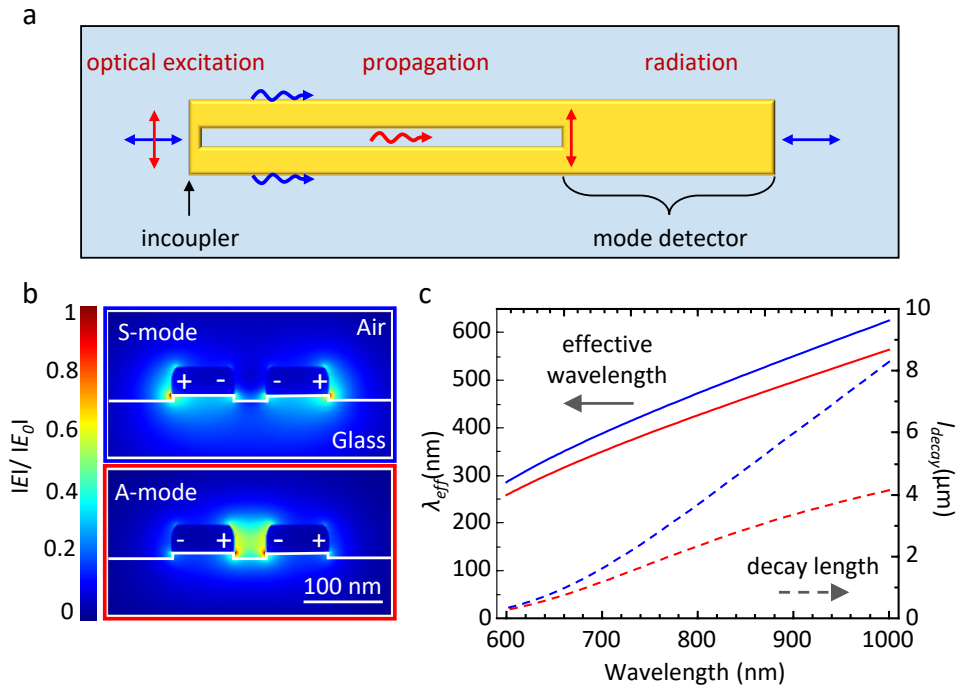 a
optical excitation propagation radiation
incoupler
mode detector
b
1
0.8
0.6
0.4
0.2
0
|E|/ |E₀|
S-mode Air
+ - - +
Glass
A-mode
- + - +
100 nm
c
600
500
400
300
200
100
0
λeff(nm)
effective
wavelength
decay length
10
8
6
4
2
0
ldecay(μm)
600 700 800 900 1000
Wavelength (nm)